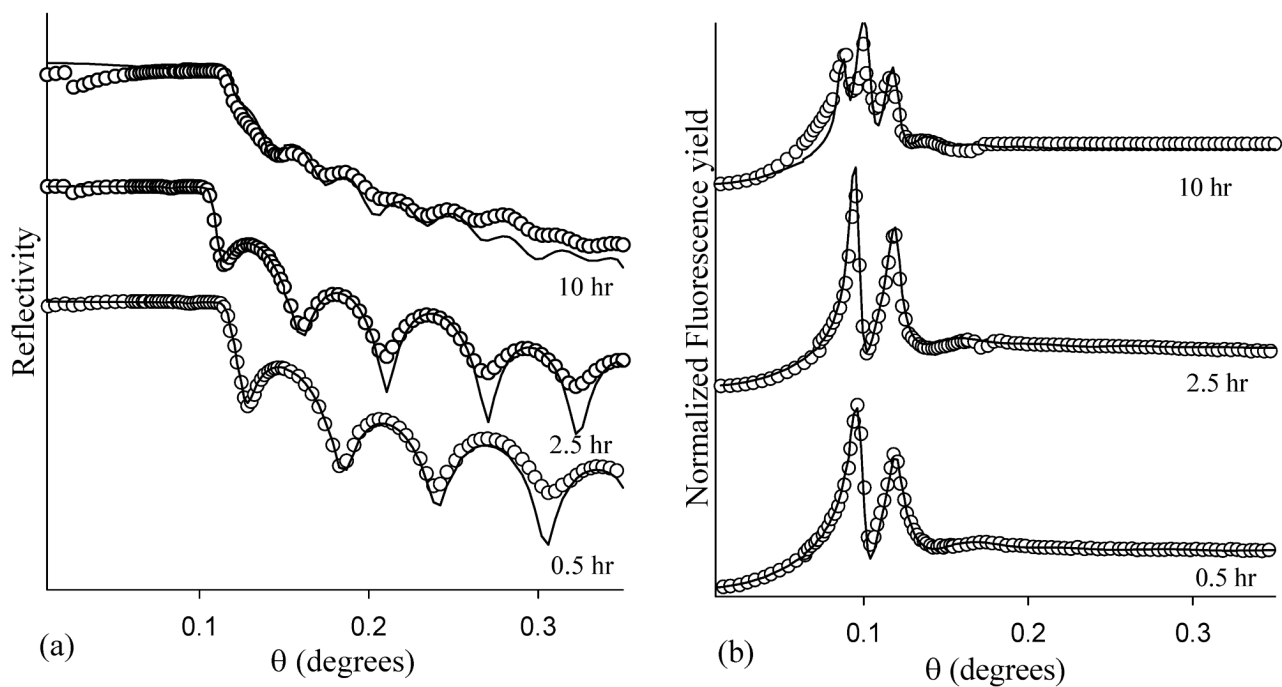 Reflectivity
10 hr
2.5 hr
0.5 hr
0.1
0.2
0.3
θ (degrees)
(a)
Normalized Fluorescence yield
10 hr
2.5 hr
0.5 hr
0.1
0.2
0.3
θ (degrees)
(b)